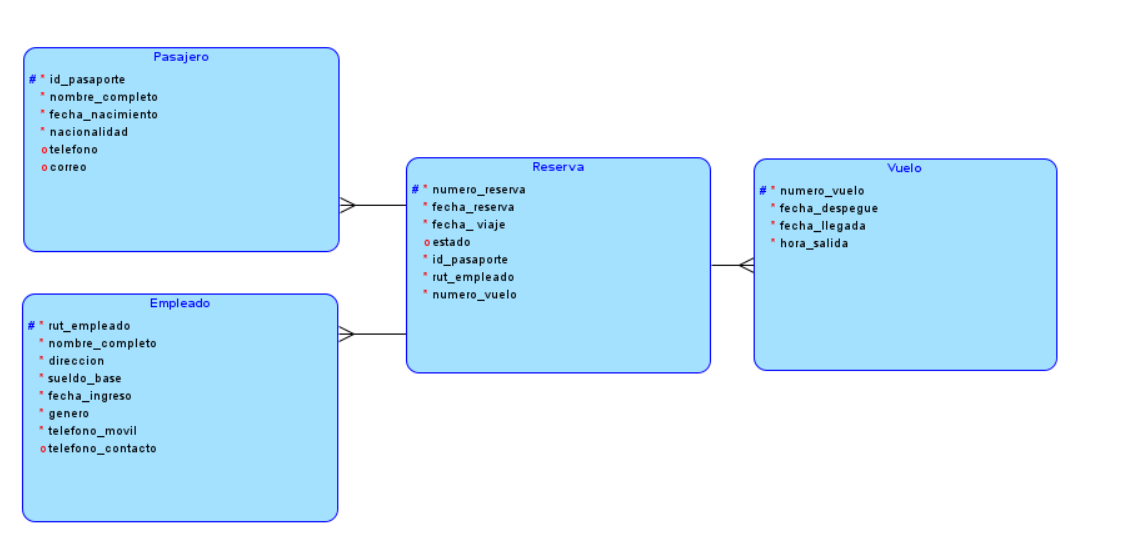 Pasajero
# * id_pasaporte
* nombre_completo
* fecha_nacimiento
* nacionalidad
o telefono
o correo
Empleado
# * rut_empleado
* nombre_completo
* direccion
* sueldo_base
* fecha_ingreso
* genero
* telefono_movil
o telefono_contacto
Reserva
# * numero_reserva
* fecha_reserva
* fecha_ viaje
o estado
* id_pasaporte
* rut_empleado
* numero_vuelo
Vuelo
# * numero_vuelo
* fecha_despegue
* fecha_llegada
* hora_salida